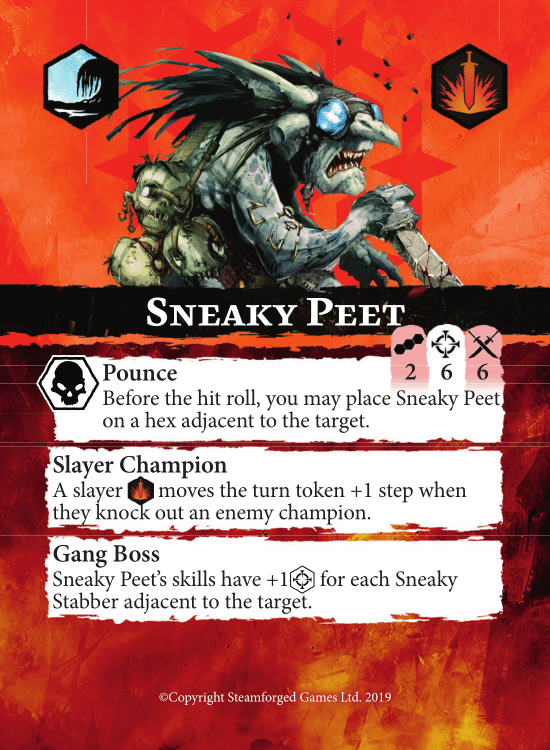 Sneaky Peet
Pounce
2 6 6
Before the hit roll, you may place Sneaky Peet
on a hex adjacent to the target.
Slayer Champion
A slayer moves the turn token +1 step when
they knock out an enemy champion.
Gang Boss
Sneaky Peet's skills have +1 for each Sneaky
Stabber adjacent to the target.
©Copyright Steamforged Games Ltd. 2019